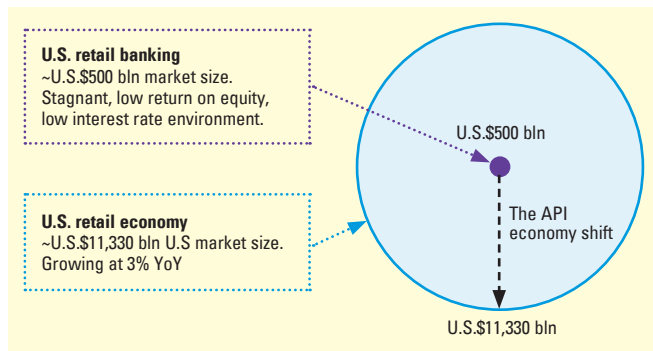 U.S. retail banking
~U.S.$500 bln market size.
Stagnant, low return on equity,
low interest rate environment.
U.S.$500 bln
The API
economy shift
U.S. retail economy
~U.S.$11,330 bln U.S market size.
Growing at 3% YoY
U.S.$11,330 bln